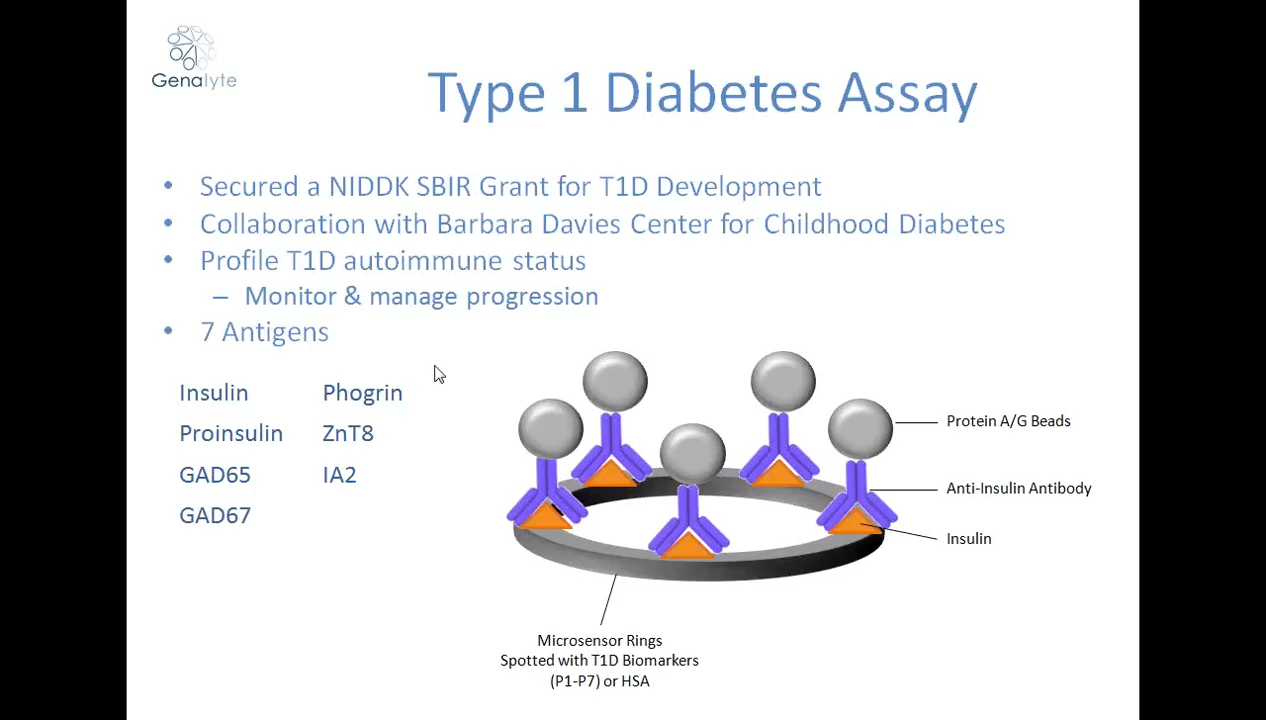 Genalyte
Type 1 Diabetes Assay
• Secured a NIDDK SBIR Grant for T1D Development
• Collaboration with Barbara Davies Center for Childhood Diabetes
• Profile T1D autoimmune status
– Monitor & manage progression
• 7 Antigens
Insulin Phogrin
Proinsulin ZnT8
GAD65 IA2
GAD67
Protein A/G Beads
Anti-Insulin Antibody
Insulin
Microsensor Rings
Spotted with T1D Biomarkers
(P1-P7) or HSA